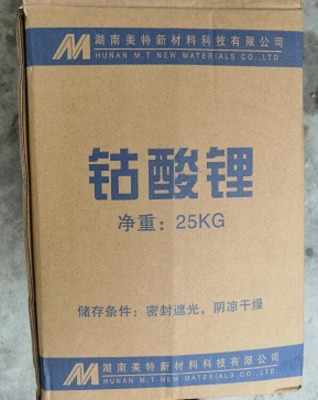 湖南美特新材料科技有限公司
HUNAN M.T NEW MATERIALS CO.,LTD.
钴酸锂
净重：25KG
储存条件：密封遮光，阴凉干燥
湖南美特新材料科技有限公司
HUNAN M.T NEW MATERIALS CO.,LTD.